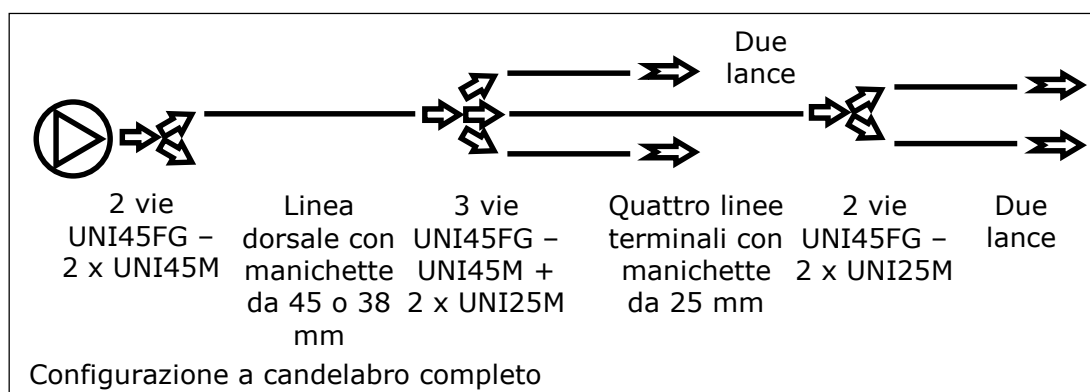 Due
lance
2 vie
UNI45FG –
2 x UNI45M
Linea
dorsale con
manichette
da 45 o 38
mm
3 vie
UNI45FG –
UNI45M +
2 x UNI25M
Quattro linee
terminali con
manichette
da 25 mm
2 vie
UNI45FG –
2 x UNI25M
Due
lance
Configurazione a candelabro completo